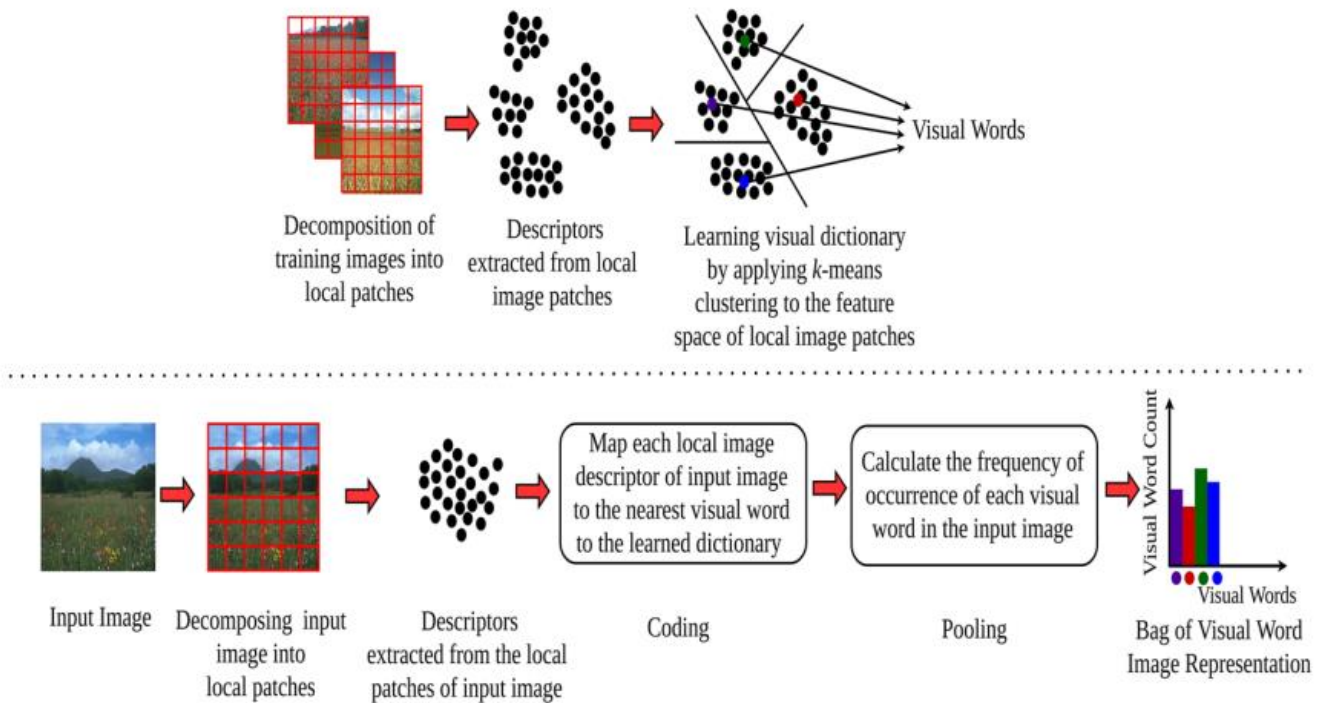 Visual Words
Decomposition of
training images into
local patches
Descriptors
extracted from local
image patches
Learning visual dictionary
by applying k-means
clustering to the feature
space of local image patches
Input Image
Decomposing input
image into
local patches
Descriptors
extracted from the local
patches of input image
Map each local image
descriptor of input image
to the nearest visual word
to the learned dictionary
Coding
Calculate the frequency of
occurrence of each visual
word in the input image
Pooling
Visual Word Count
Visual Words
Bag of Visual Word
Image Representation